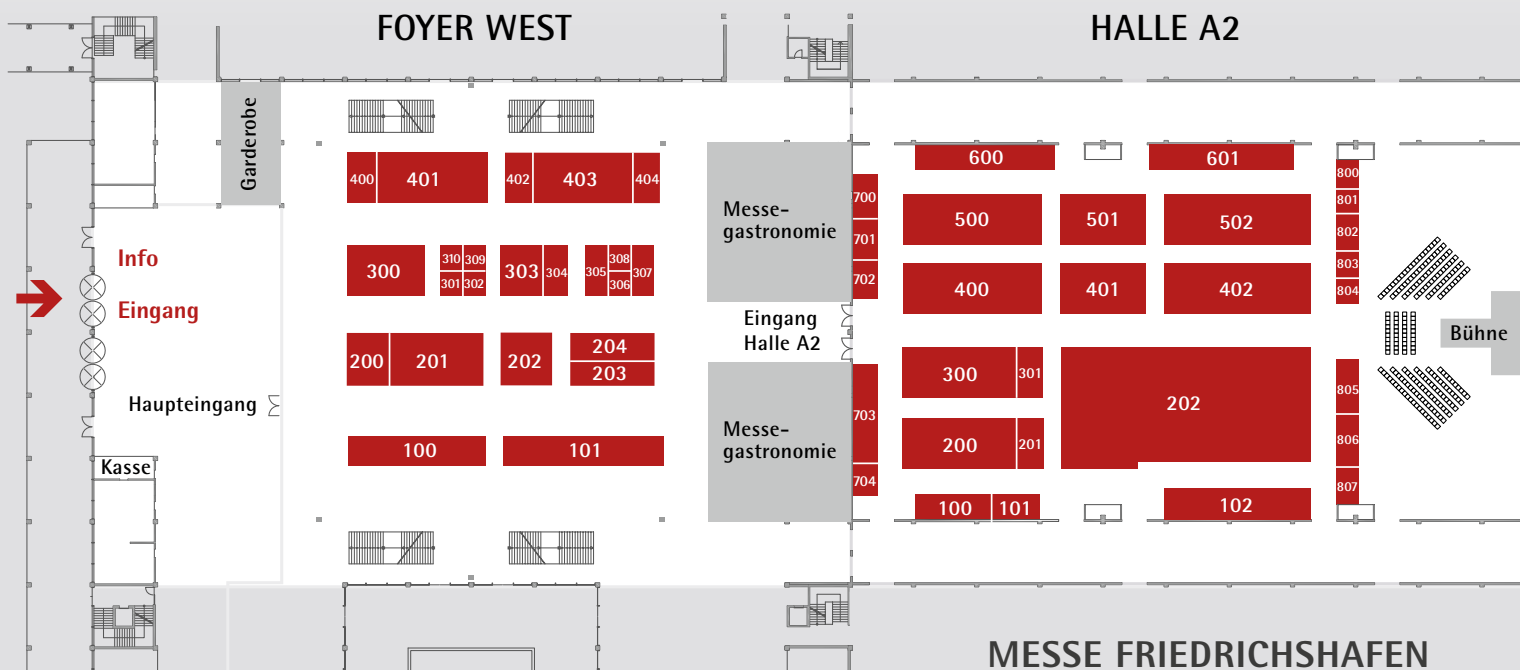 FOYER WEST
HALLE A2
Garderobe
400 401 402 403 404
Info
300 310 309 303 304 305 308 307
301 302 306
Eingang
200 201 202 204
203
Haupteingang
100 101
Kasse
Messe-
gastronomie
Eingang
Halle A2
Messe-
gastronomie
700
701
702
703
704
600 601
500 501 502
400 401 402
300 301 202
200 201
100 101 102
800
801
802
803
804
805
806
807
Bühne
MESSE FRIEDRICHSHAFEN